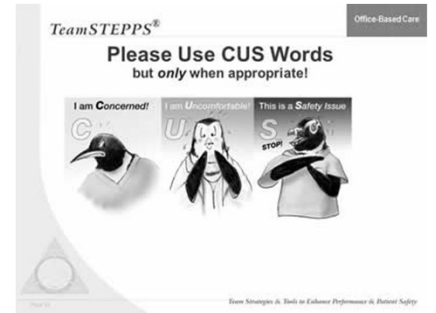 TeamSTEPPS®
Office-Based Care
Please Use CUS Words
but only when appropriate!
I am Concerned!
C
I am Uncomfortable!
U
This is a Safety Issue
S
STOP!
Team Strategies & Tools to Enhance Performance & Patient Safety